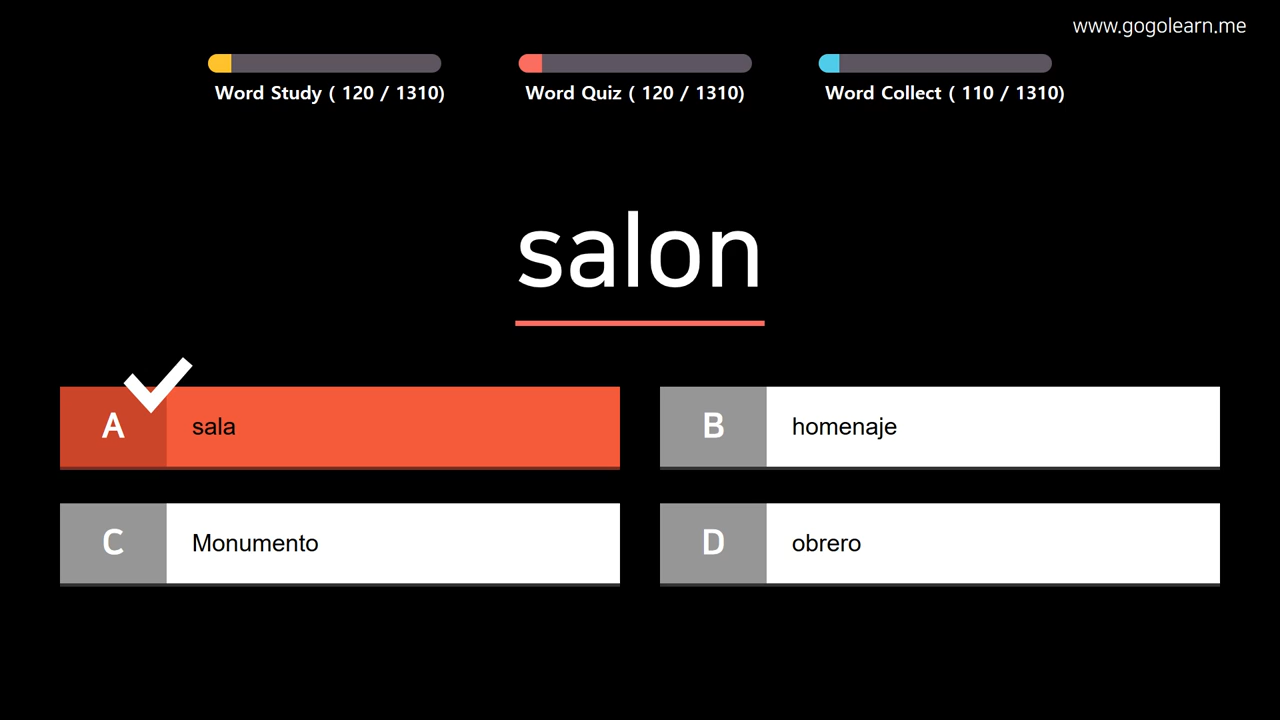 www.gogolearn.me
Word Study ( 120 / 1310)
Word Quiz ( 120 / 1310)
Word Collect ( 110 / 1310)
salon
A sala
B homenaje
C Monumento
D obrero